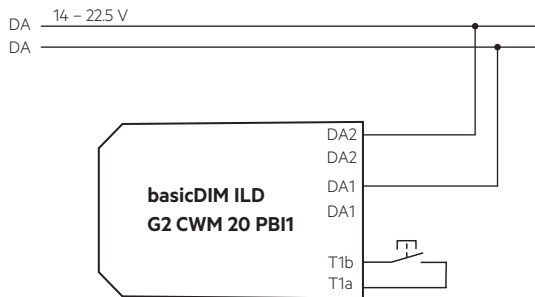 DA 14 – 22.5 V
DA
DA2
DA2
basicDIM ILD
DA1
G2 CWM 20 PBI1
DA1
T1b
T1a